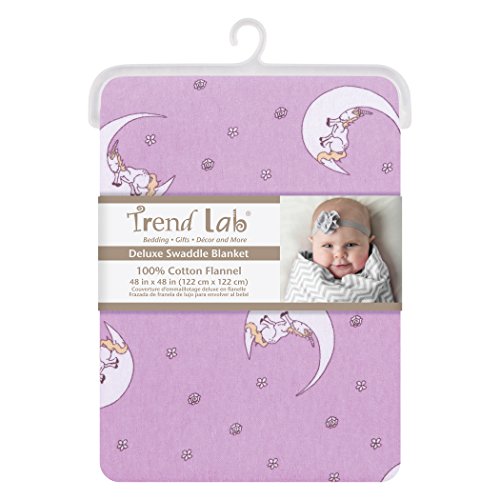 Trend Lab®
Bedding • Gifts • Décor and More
Deluxe Swaddle Blanket
100% Cotton Flannel
48 in x 48 in (122 cm x 122 cm)
Couverture d'emmaillotage deluxe en flanelle
Frazada de franela de lujo para envolver al bebé